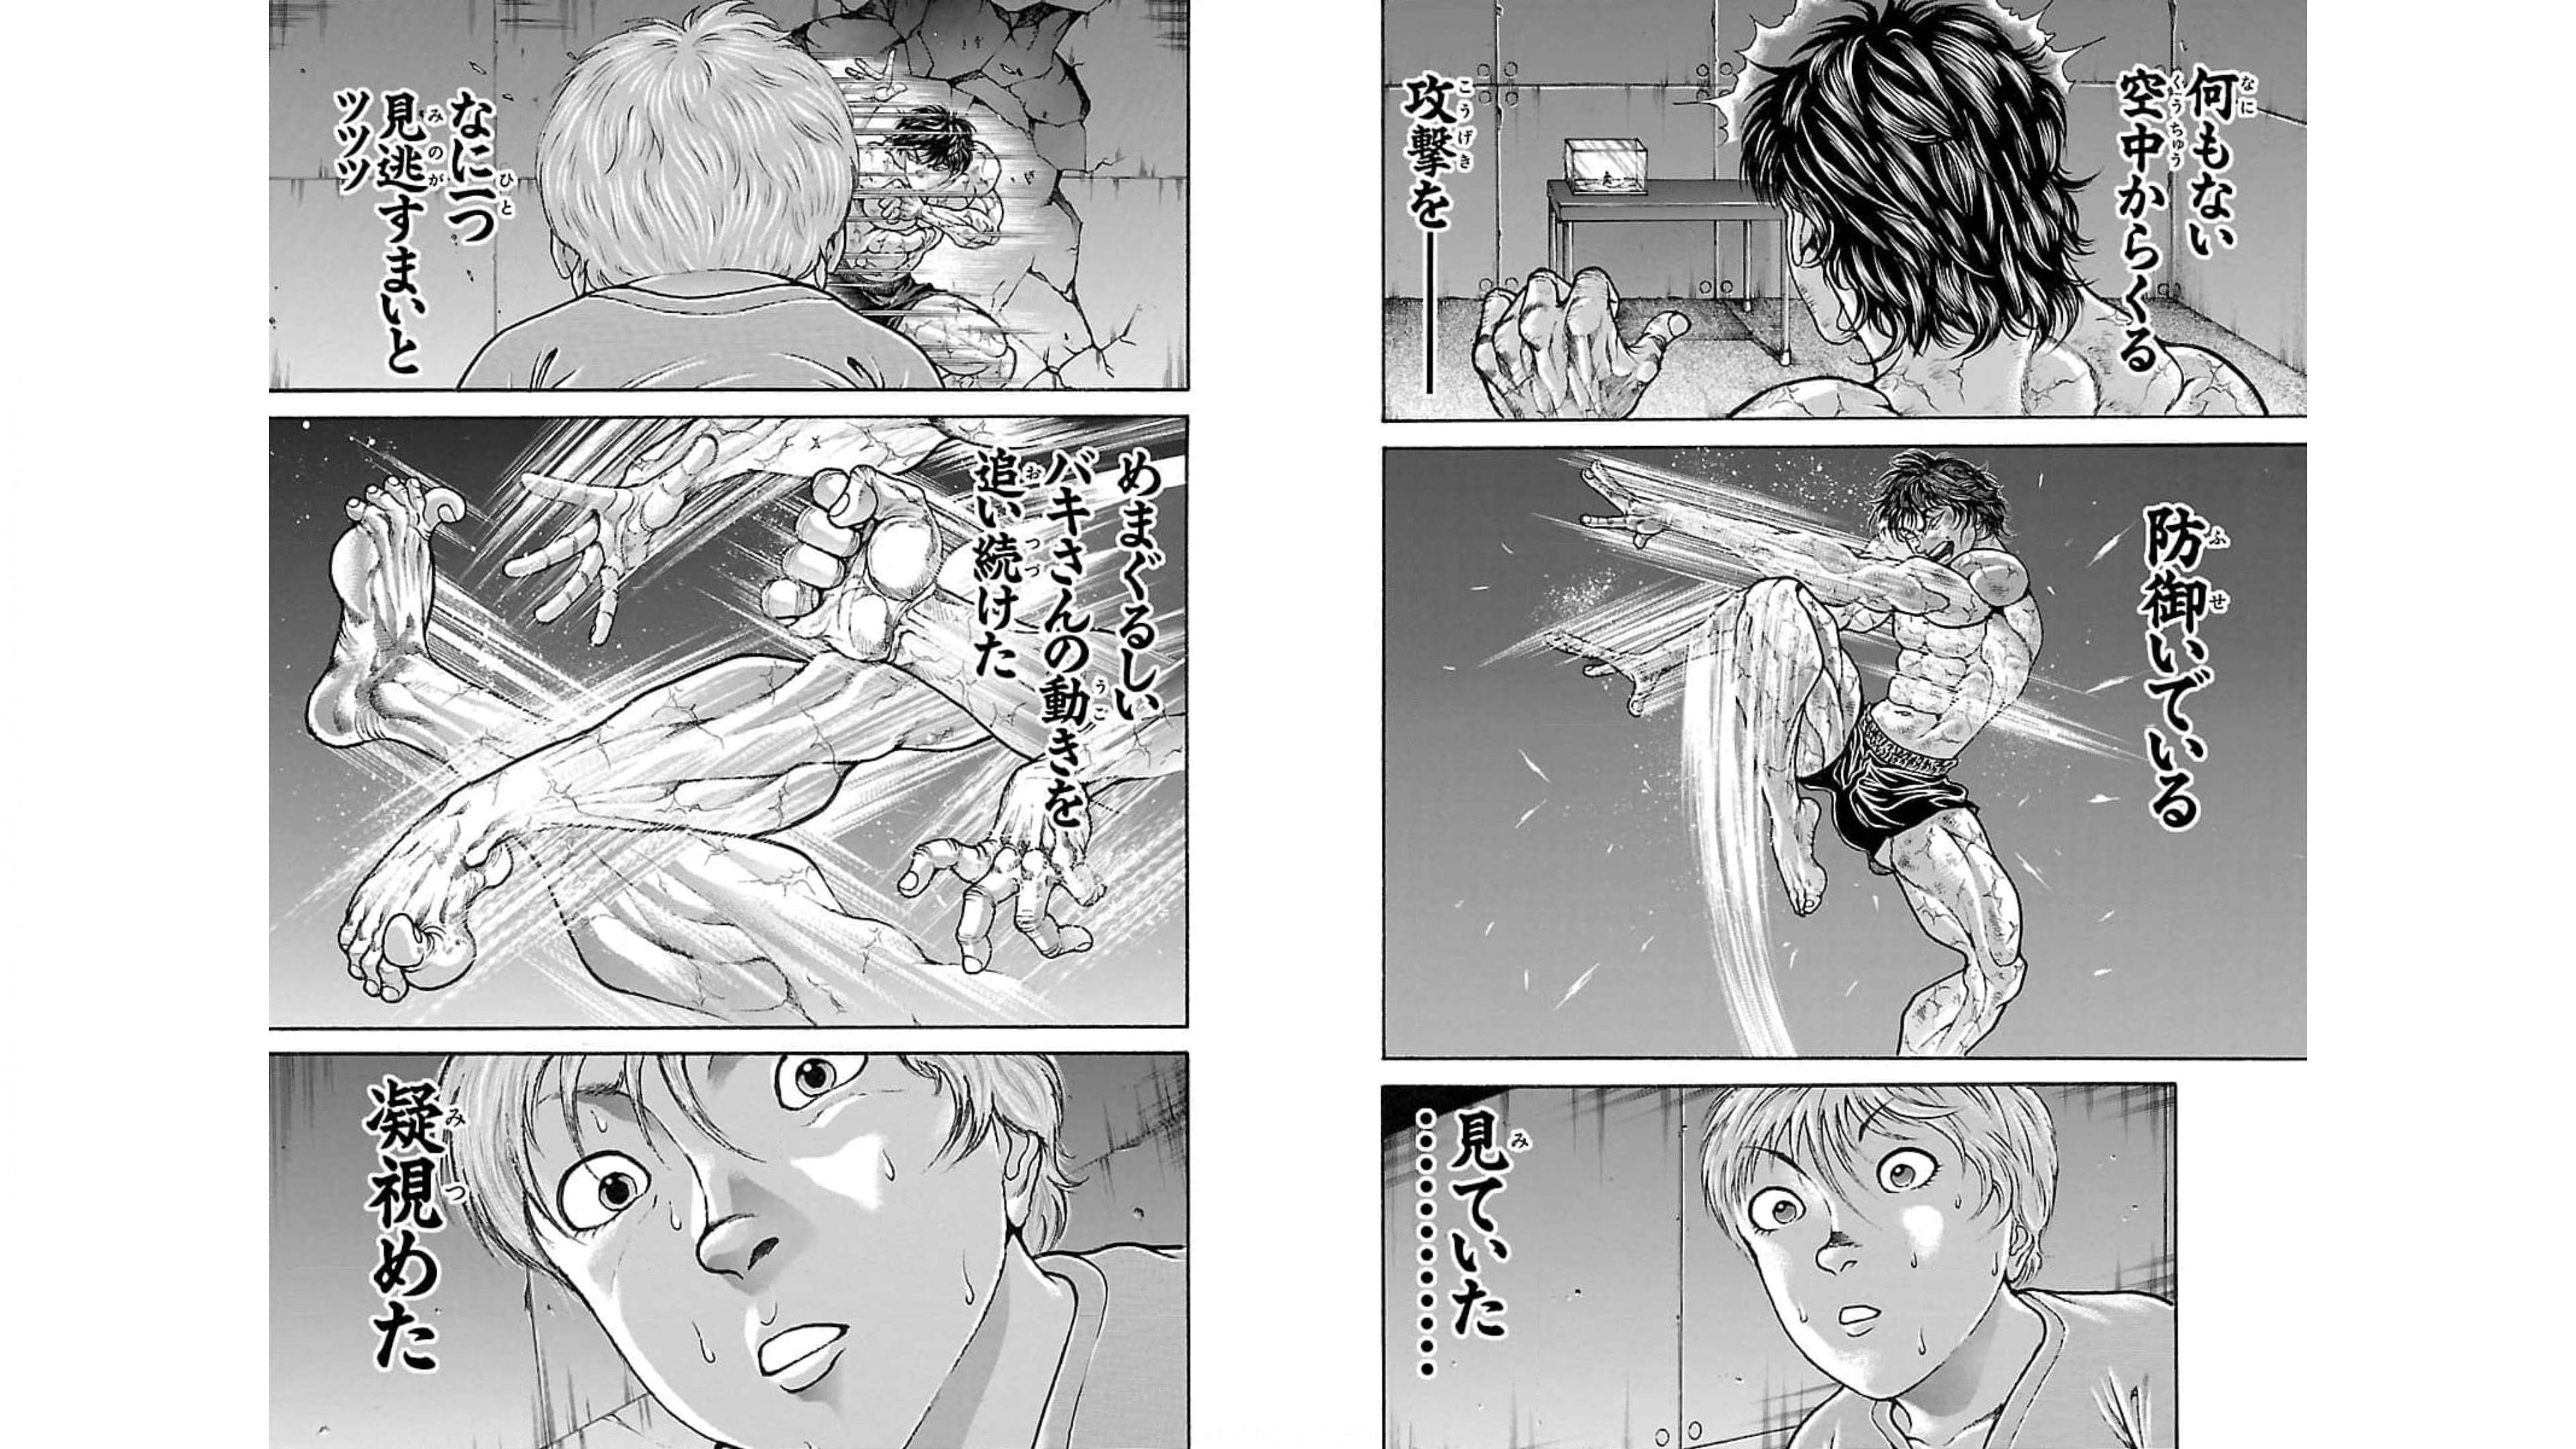 何もない
空中からくる
攻撃を━━
防御いでいる
見ていた
…………
なに一つ
見逃すまいと
ツツツ
めまぐるしい
バキさんの動きを
追い続けた
凝視めた